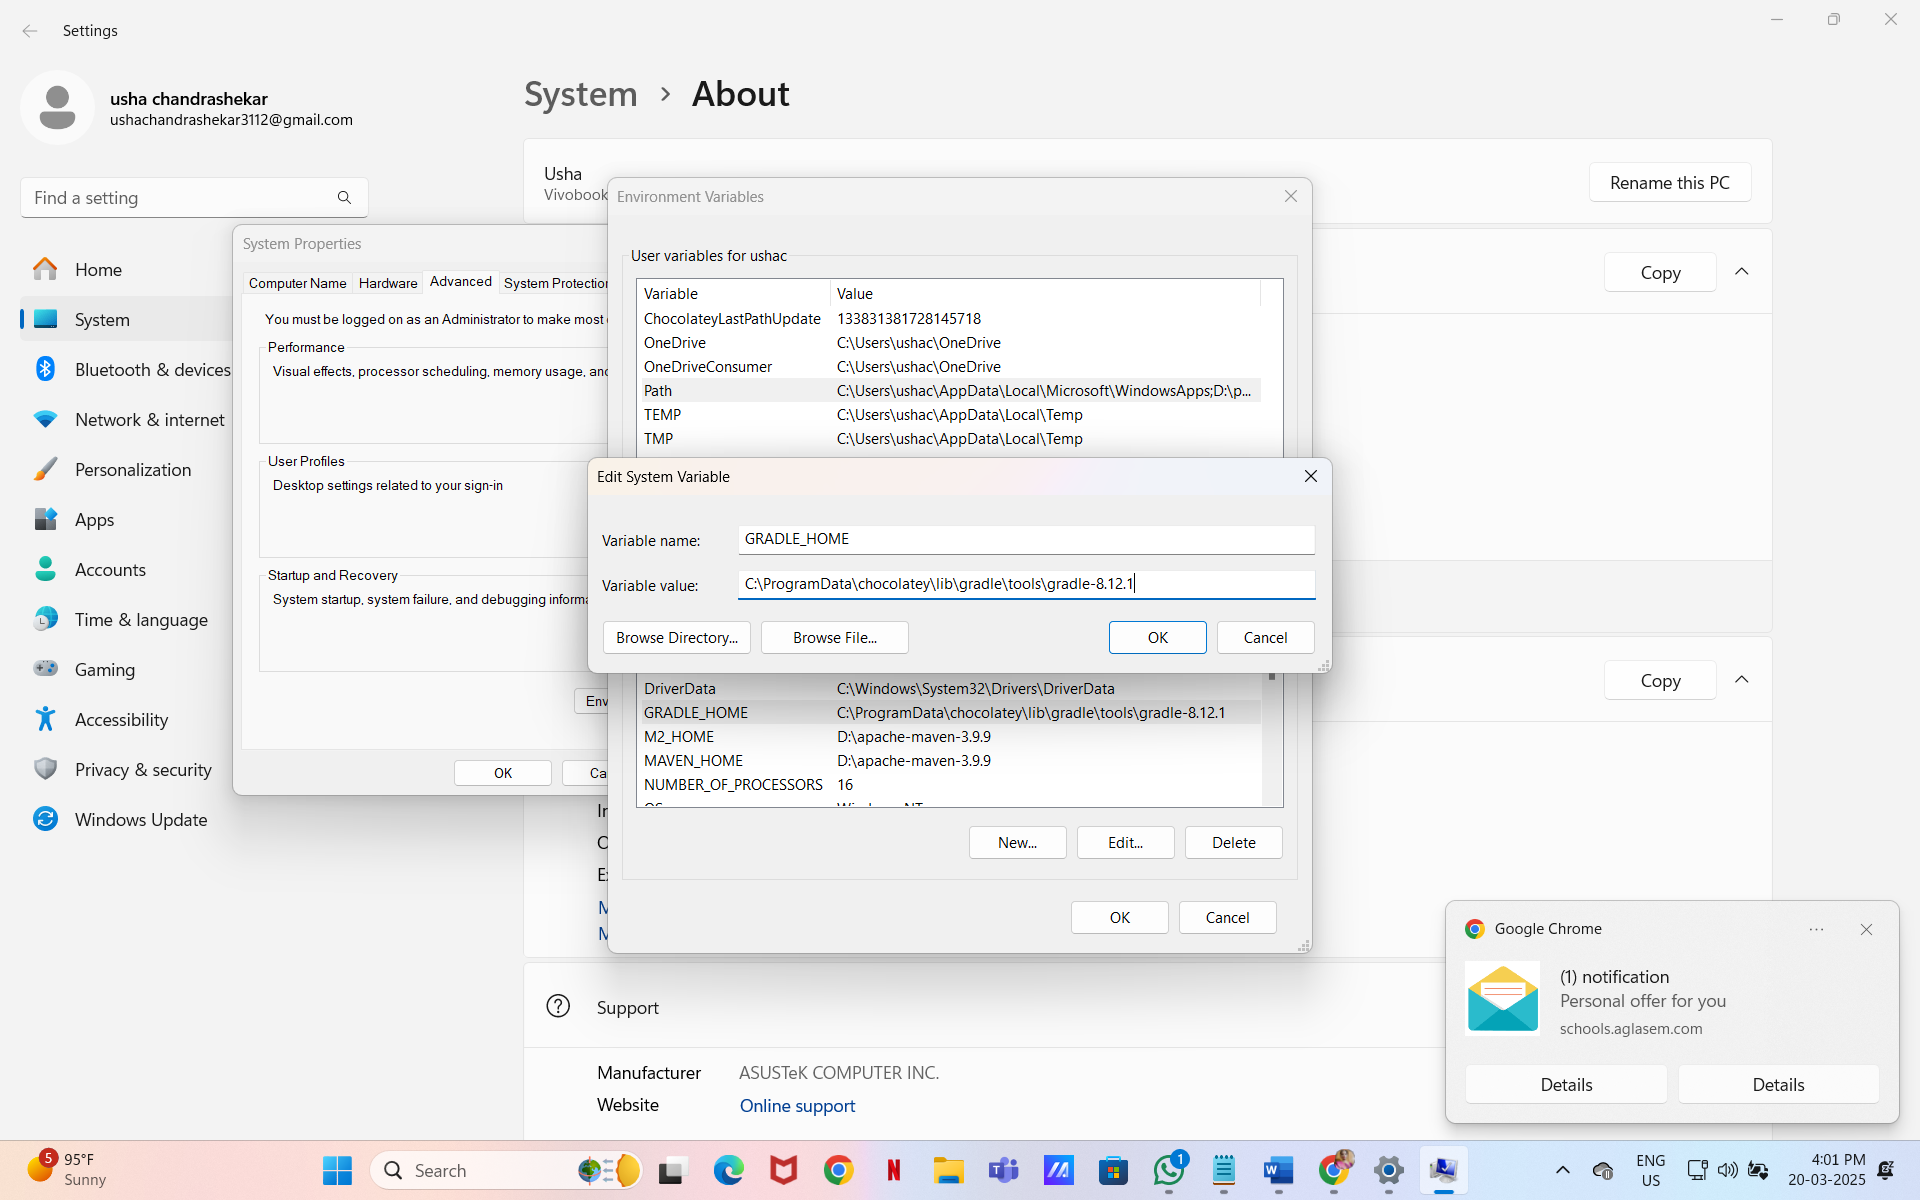 Settings
usha chandrashekar
ushachandrashekar3112@gmail.com
Find a setting
Home
System
Bluetooth & devices
Network & internet
Personalization
Apps
Accounts
Time & language
Gaming
Accessibility
Privacy & security
Windows Update
System > About
Usha
Vivobook
Rename this PC
Copy
Copy
System Properties
Computer Name
Hardware
Advanced
System Protection
You must be logged on as an Administrator to make most
Performance
Visual effects, processor scheduling, memory usage, and
User Profiles
Desktop settings related to your sign-in
Startup and Recovery
System startup, system failure, and debugging informa
Env
OK
Ca
Environment Variables
User variables for ushac
Variable Value
ChocolateyLastPathUpdate 133831381728145718
OneDrive C:\Users\ushac\OneDrive
OneDriveConsumer C:\Users\ushac\OneDrive
Path C:\Users\ushac\AppData\Local\Microsoft\WindowsApps;D:\p...
TEMP C:\Users\ushac\AppData\Local\Temp
TMP C:\Users\ushac\AppData\Local\Temp
Edit System Variable
Variable name: GRADLE_HOME
Variable value: C:\ProgramData\chocolatey\lib\gradle\tools\gradle-8.12.1
Browse Directory... Browse File... OK Cancel
DriverData C:\Windows\System32\Drivers\DriverData
GRADLE_HOME C:\ProgramData\chocolatey\lib\gradle\tools\gradle-8.12.1
M2_HOME D:\apache-maven-3.9.9
MAVEN_HOME D:\apache-maven-3.9.9
NUMBER_OF_PROCESSORS 16
New... Edit... Delete
OK Cancel
Support
Manufacturer ASUSTeK COMPUTER INC.
Website Online support
Google Chrome
(1) notification
Personal offer for you
schools.aglasem.com
Details Details
5
95°F
Sunny
Search
1
ENG
US
4:01 PM
20-03-2025